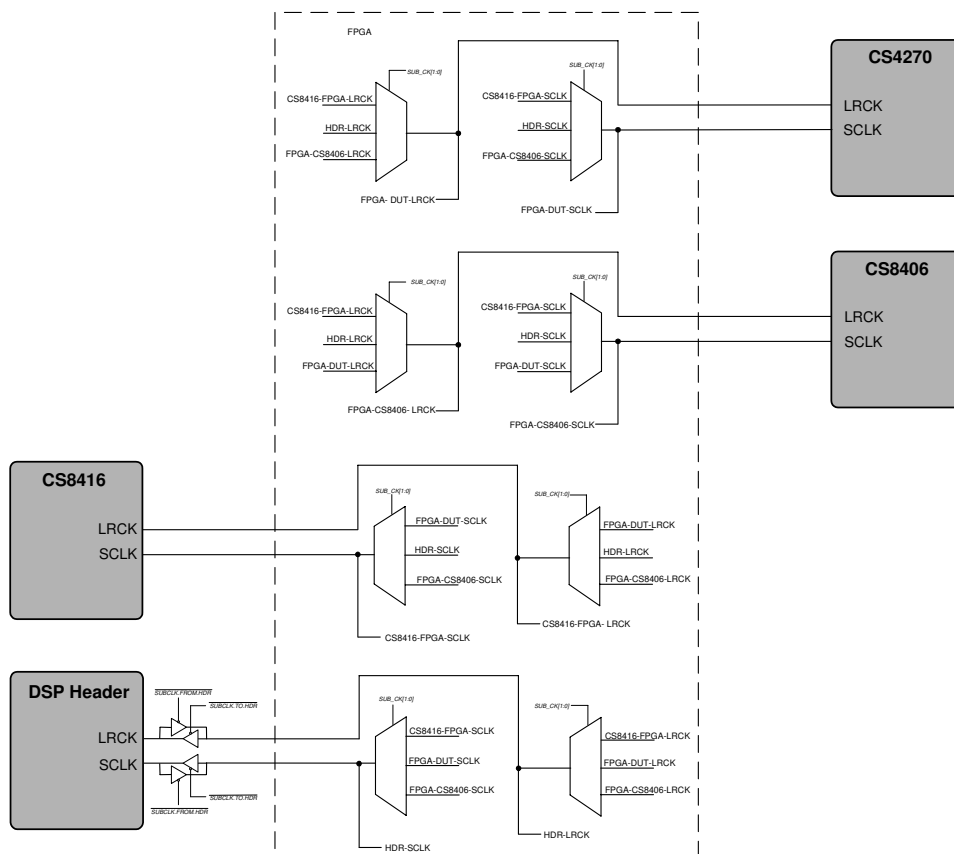 FPGA
CS4270
LRCK
SCLK
SUB_CK[1:0]
CS8416-FPGA-LRCK
HDR-LRCK
FPGA-CS8406-LRCK
FPGA- DUT-LRCK
SUB_CK[1:0]
CS8416-FPGA-SCLK
HDR-SCLK
FPGA-CS8406-SCLK
FPGA-DUT-SCLK
CS8406
LRCK
SCLK
SUB_CK[1:0]
CS8416-FPGA-LRCK
HDR-LRCK
FPGA-DUT-LRCK
FPGA-CS8406- LRCK
SUB_CK[1:0]
CS8416-FPGA-SCLK
HDR-SCLK
FPGA-DUT-SCLK
FPGA-CS8406-SCLK
CS8416
LRCK
SCLK
SUB_CK[1:0]
FPGA-DUT-SCLK
HDR-SCLK
FPGA-CS8406-SCLK
CS8416-FPGA-SCLK
SUB_CK[1:0]
FPGA-DUT-LRCK
HDR-LRCK
FPGA-CS8406-LRCK
CS8416-FPGA- LRCK
DSP Header
LRCK
SCLK
SUBCLK.FROM.HDR
SUBCLK.TO.HDR
SUBCLK.TO.HDR
SUBCLK.FROM.HDR
SUB_CK[1:0]
CS8416-FPGA-SCLK
FPGA-DUT-SCLK
FPGA-CS8406-SCLK
HDR-SCLK
SUB_CK[1:0]
CS8416-FPGA-LRCK
FPGA-DUT-LRCK
FPGA-CS8406-LRCK
HDR-LRCK